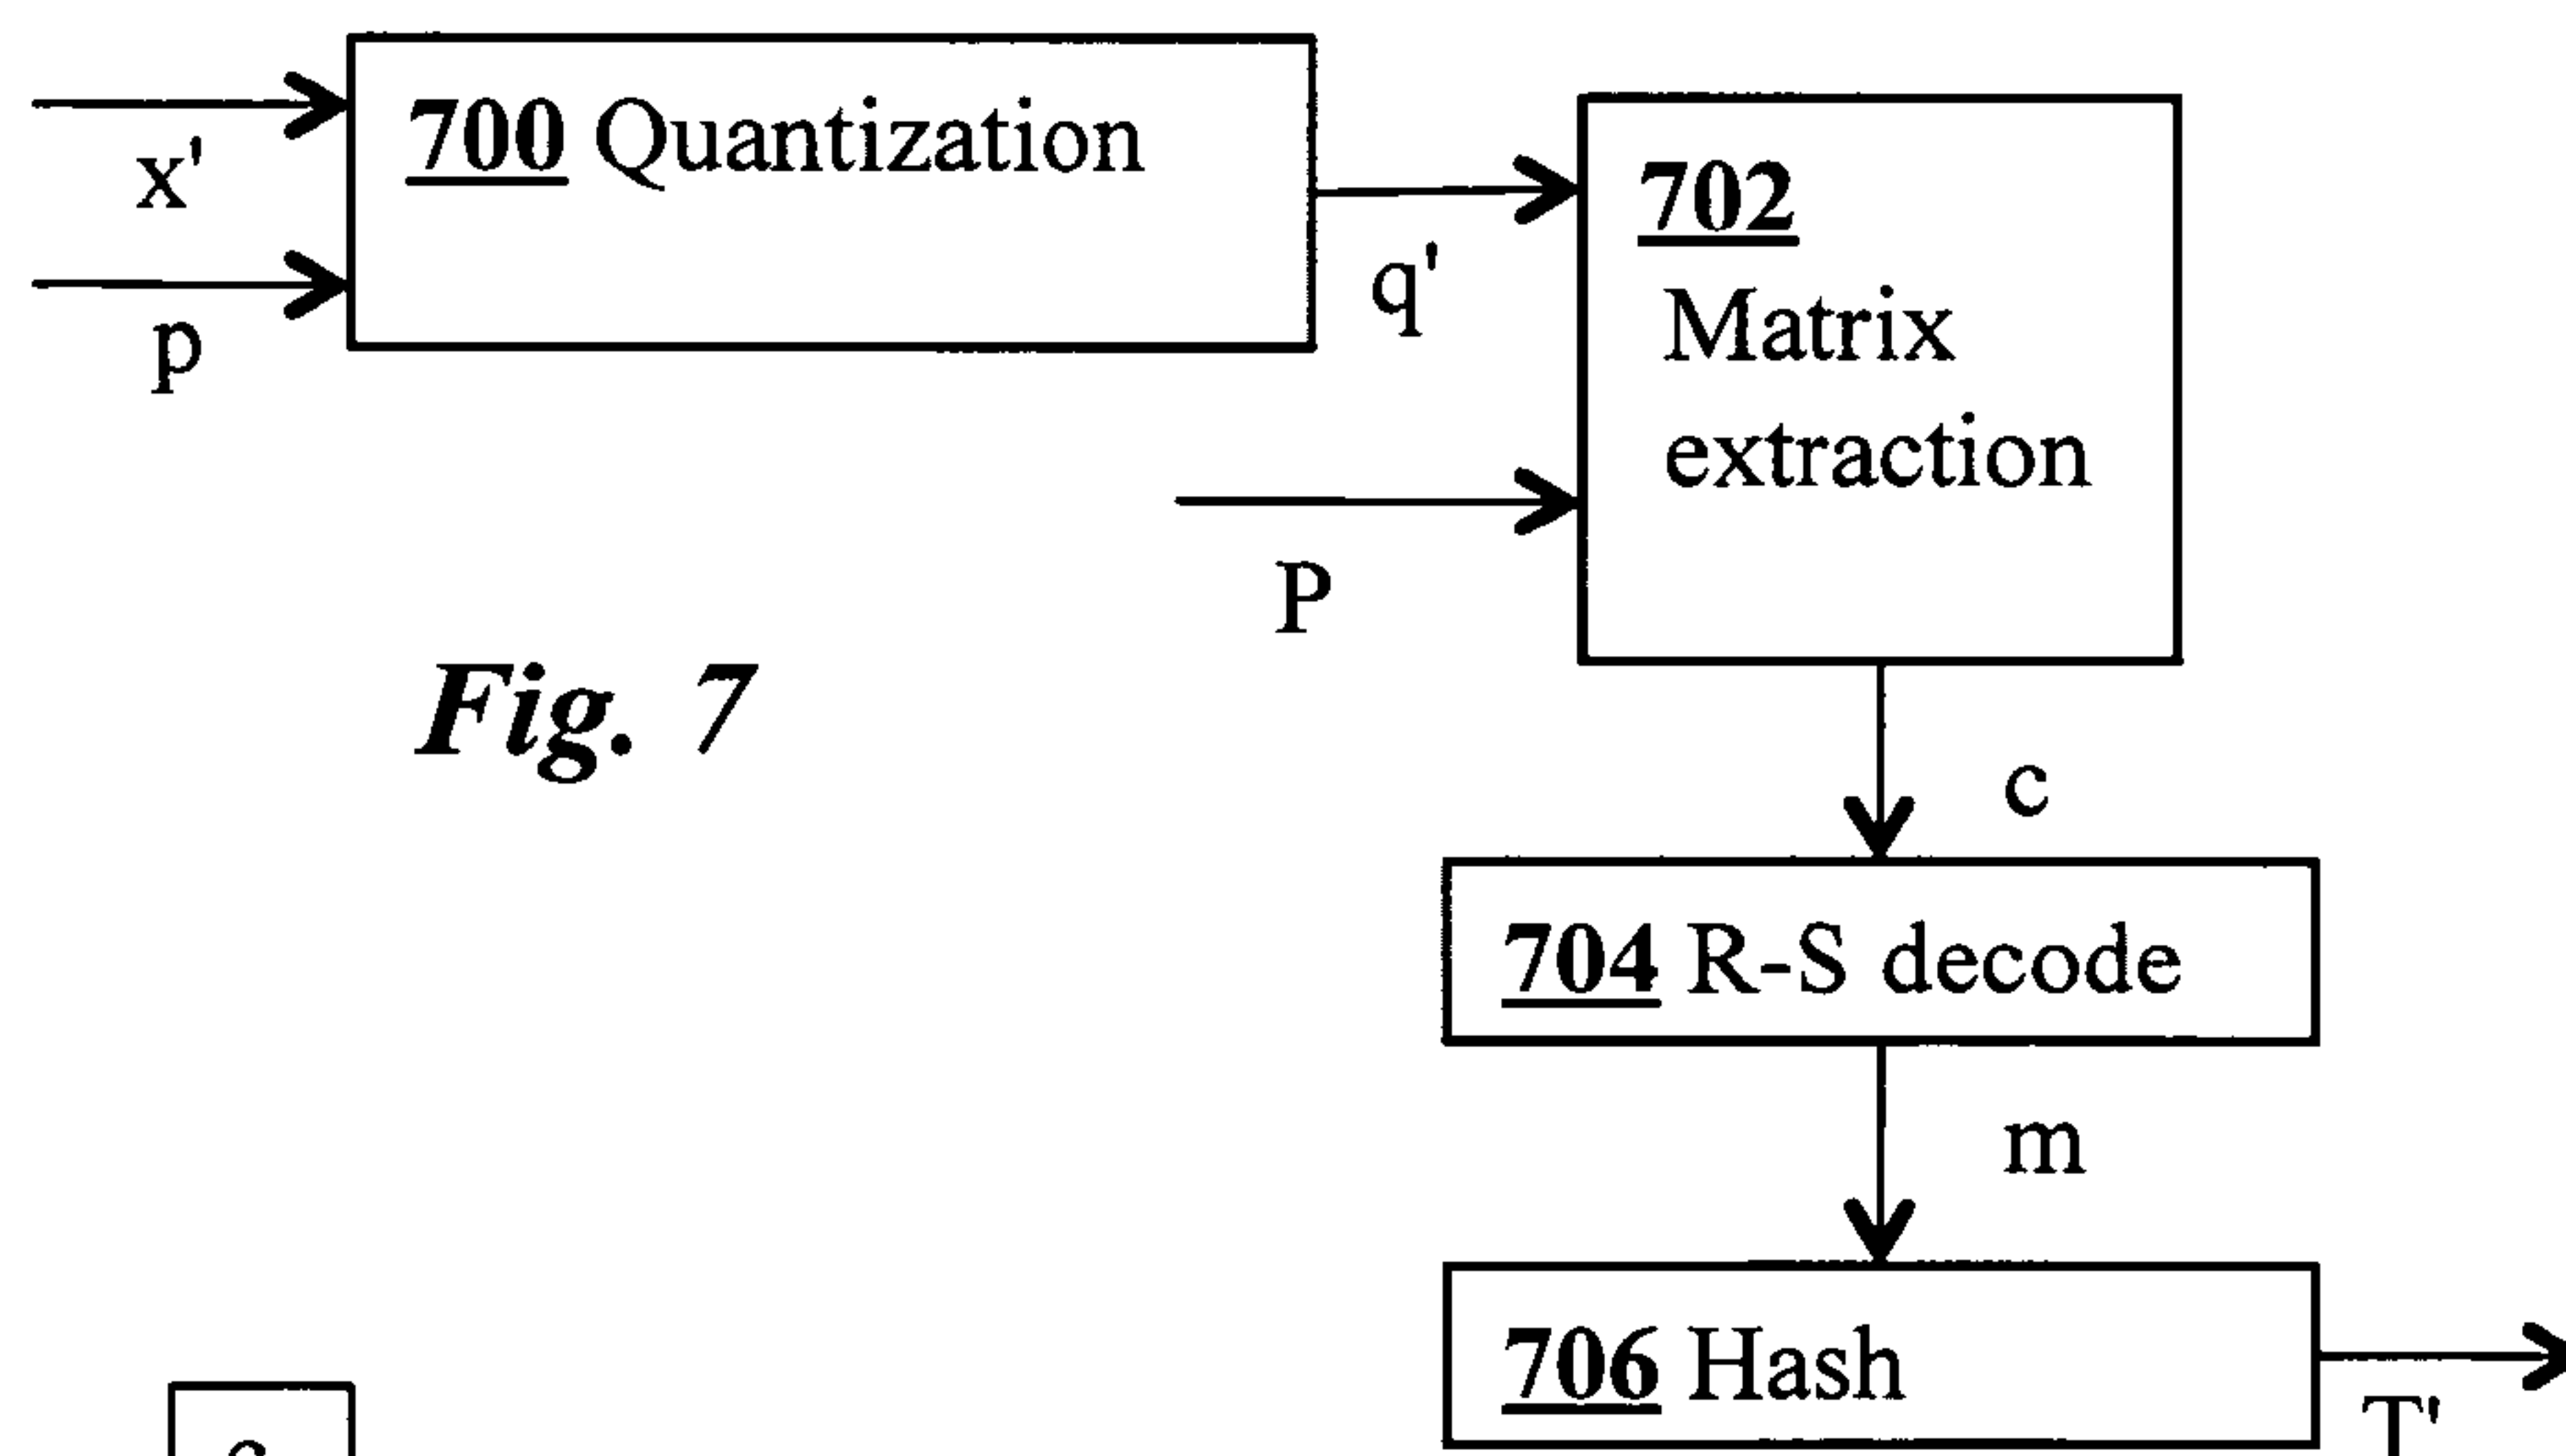 700 Quantization
x'
p
q'
702
Matrix
extraction
P
Fig. 7
c
704 R-S decode
m
706 Hash
T'